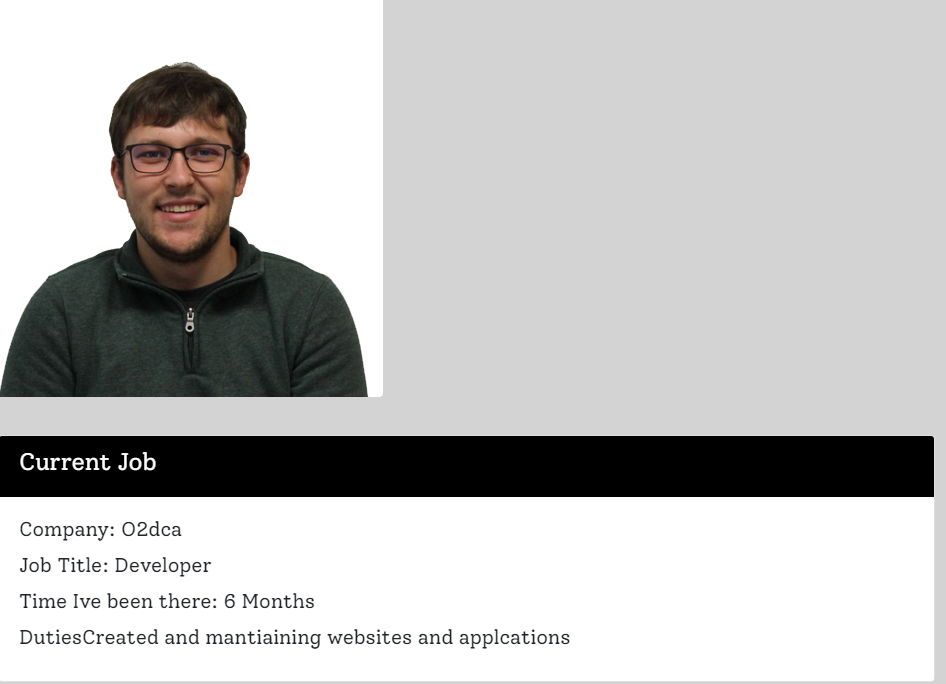 Current Job
Company: O2dca
Job Title: Developer
Time Ive been there: 6 Months
DutiesCreated and mantiaining websites and applcations